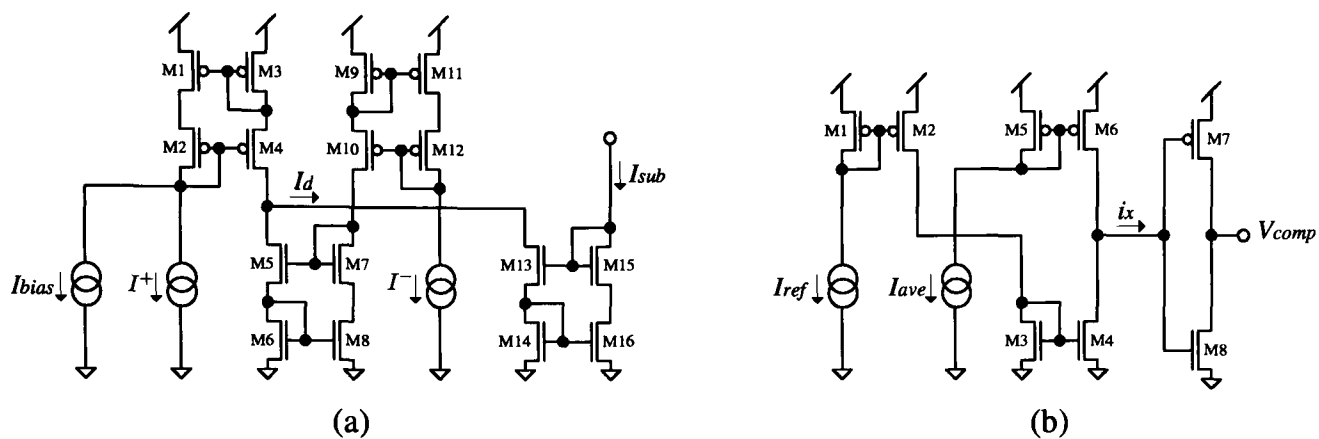 M1 M3 M9 M11
M2 M4 M10 M12
Id
Isub
Ibias I+ M5 M7 I− M13 M15
M6 M8 M14 M16
(a)
M1 M2 M5 M6 M7
ix
Vcomp
Iref Iave
M3 M4 M8
(b)